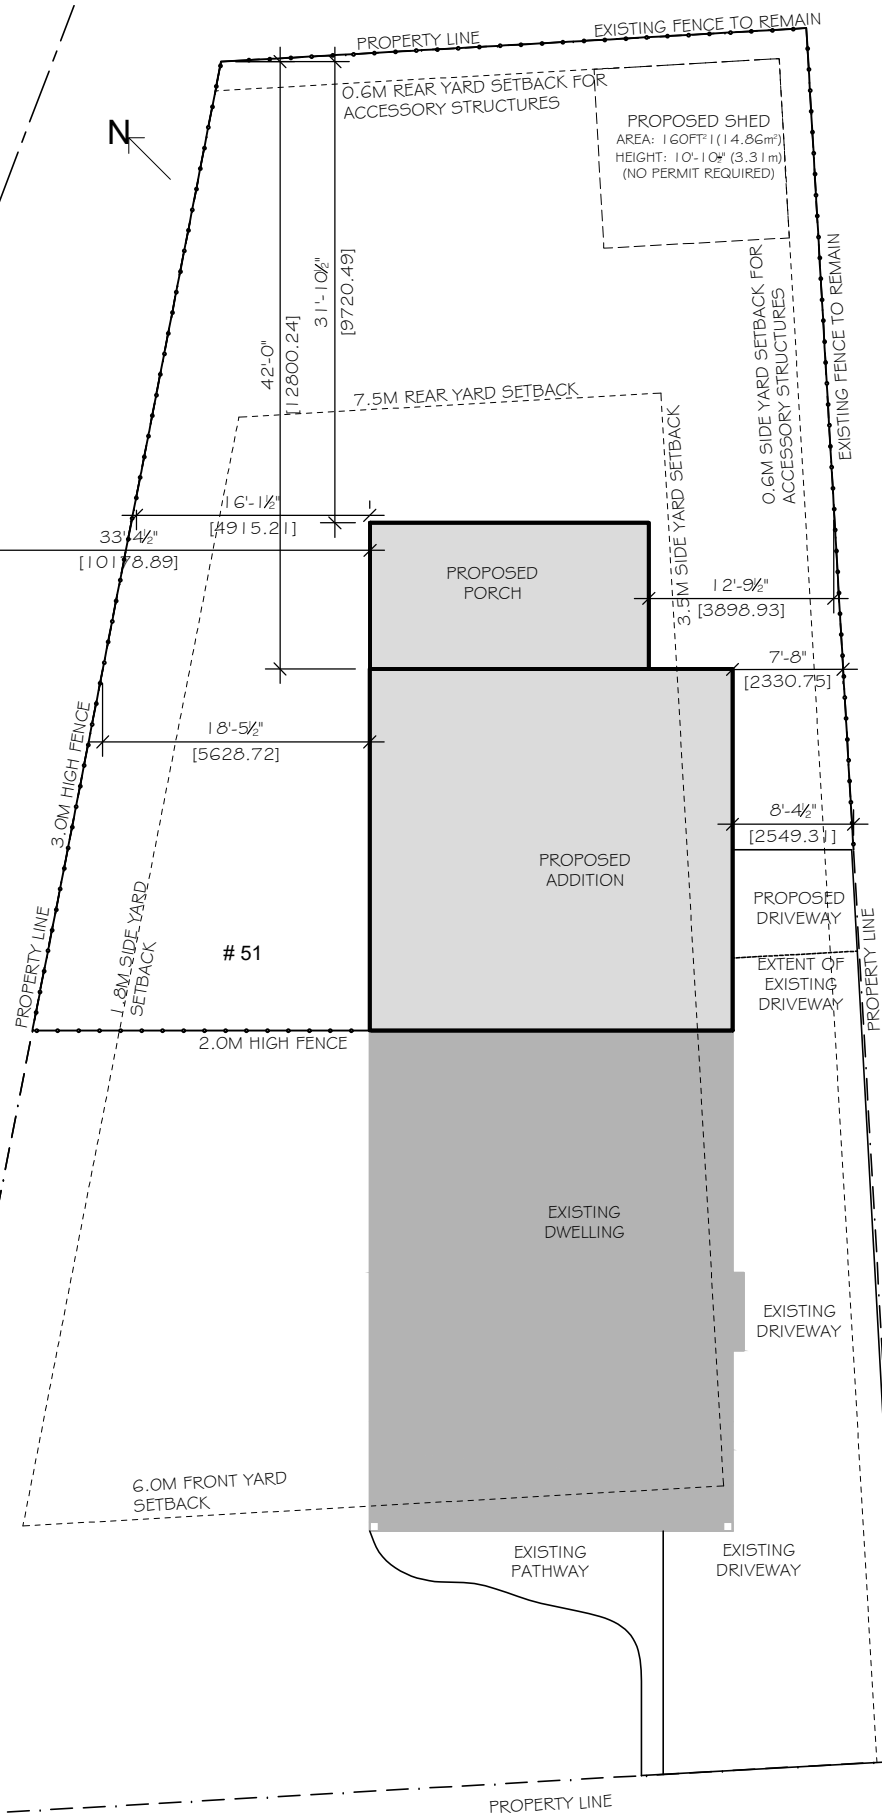 PROPERTY LINE
EXISTING FENCE TO REMAIN
0.6M REAR YARD SETBACK FOR
ACCESSORY STRUCTURES
N
PROPOSED SHED
AREA: 160FT²1(14.86m²)
HEIGHT: 10'-10½" (3.31m)
(NO PERMIT REQUIRED)
31'-10½"
[9720.49]
42'-0"
[12800.24]
0.6M SIDE YARD SETBACK FOR
ACCESSORY STRUCTURES
EXISTING FENCE TO REMAIN
7.5M REAR YARD SETBACK
3.5M SIDE YARD SETBACK
16'-1½"
[4915.21]
33'-4½"
[10178.89]
PROPOSED
PORCH
12'-9½"
[3898.93]
7'-8"
[2330.75]
18'-5½"
[5628.72]
3.0M HIGH FENCE
8'-4½"
[2549.31]
PROPOSED
ADDITION
PROPOSED
DRIVEWAY
1.8M SIDE YARD
SETBACK
# 51
PROPERTY LINE
EXTENT OF
EXISTING
DRIVEWAY
PROPERTY LINE
2.0M HIGH FENCE
EXISTING
DWELLING
EXISTING
DRIVEWAY
6.0M FRONT YARD
SETBACK
EXISTING
PATHWAY
EXISTING
DRIVEWAY
PROPERTY LINE